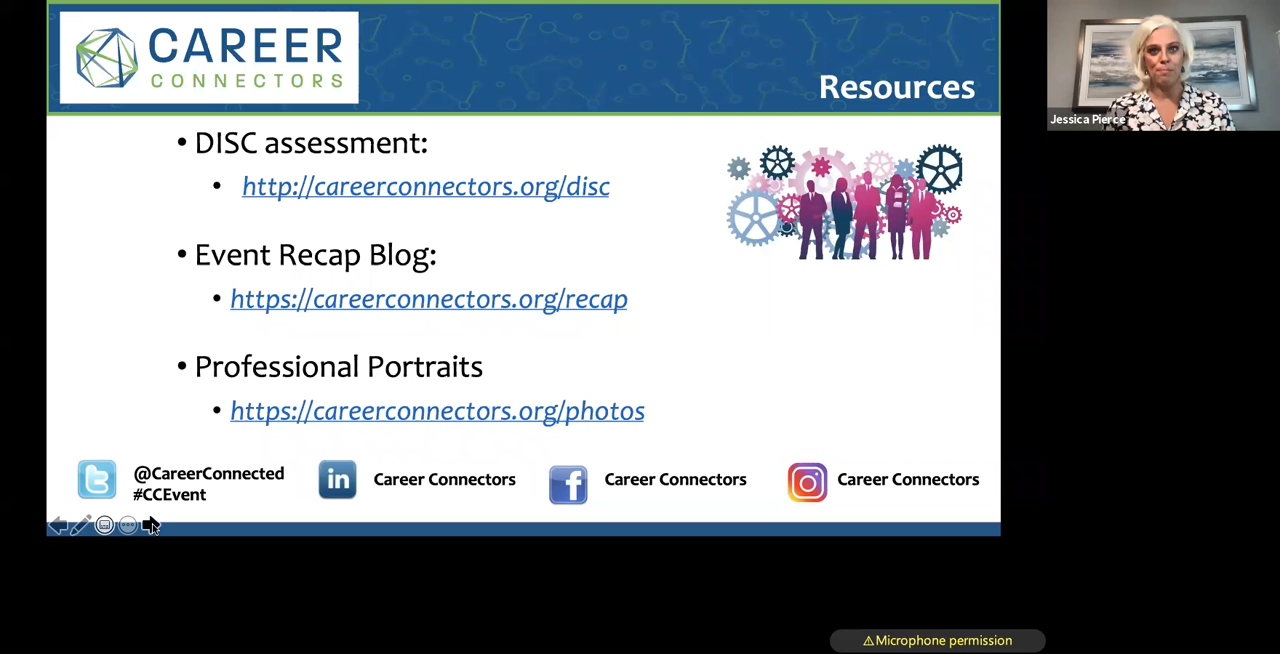 CAREER
CONNECTORS
Resources
Jessica Pierce
• DISC assessment:
• http://careerconnectors.org/disc
• Event Recap Blog:
• https://careerconnectors.org/recap
• Professional Portraits
• https://careerconnectors.org/photos
@CareerConnected
#CCEvent
in
Career Connectors
f
Career Connectors
Career Connectors
⚠Microphone permission